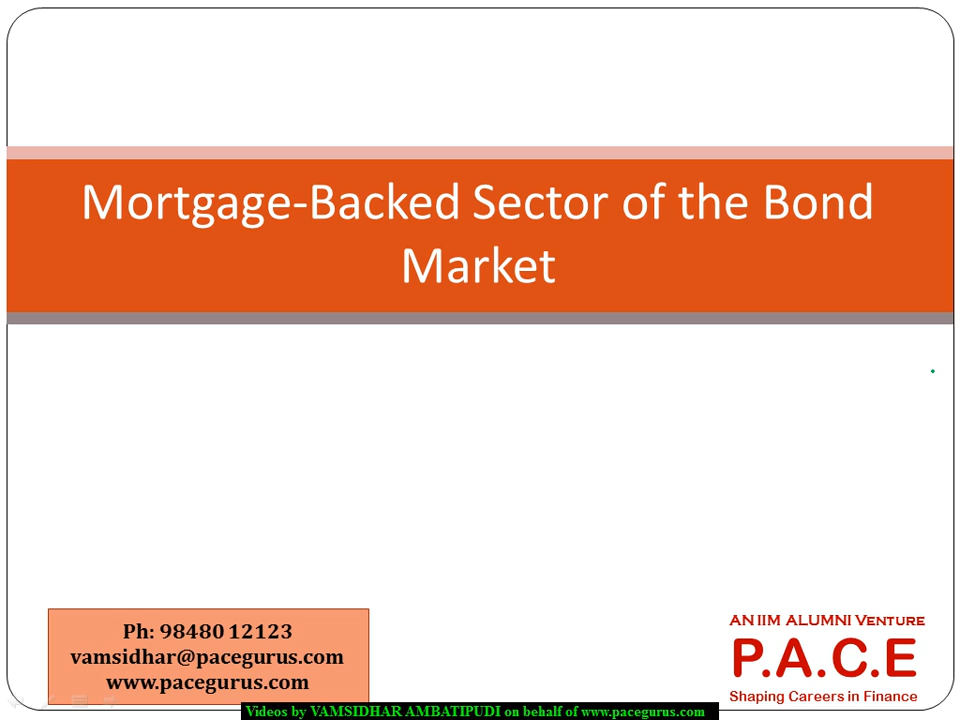 Mortgage-Backed Sector of the Bond
Market
Ph: 98480 12123
vamsidhar@pacegurus.com
www.pacegurus.com
AN IIM ALUMNI VENTURE
P.A.C.E
Shaping Careers in Finance
Videos by VAMSIDHAR AMBATIPUDI on behalf of www.pacegurus.com